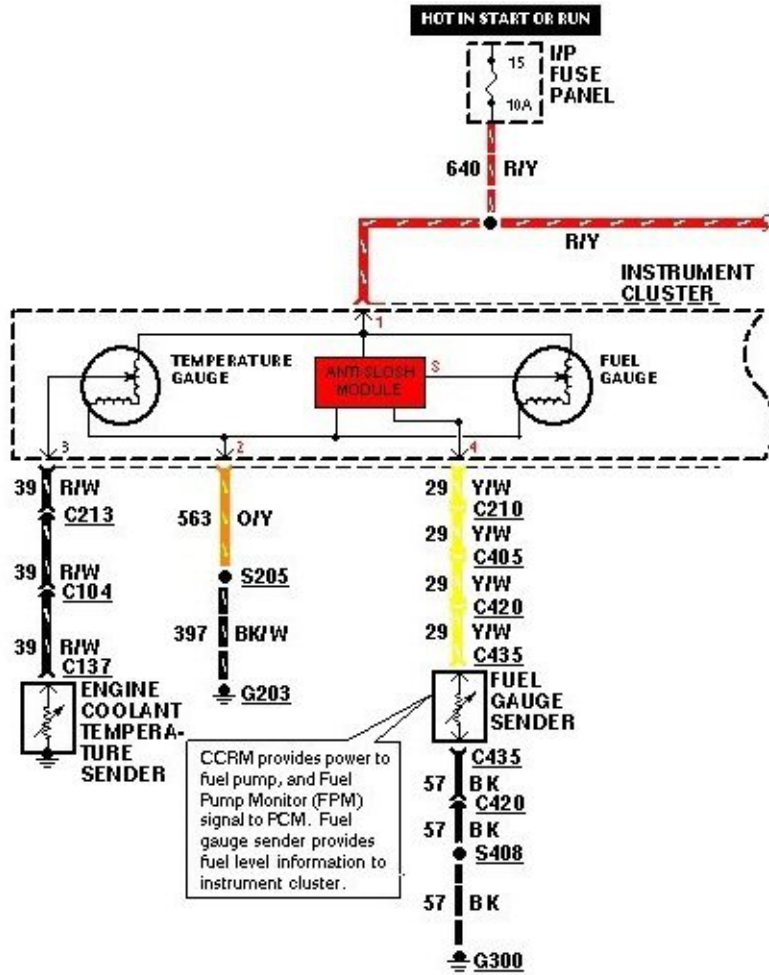 HOT IN START OR RUN
15
10A
I/P
FUSE
PANEL
640 R/Y
R/Y
INSTRUMENT
CLUSTER
1
TEMPERATURE
GAUGE
ANTI SLOSH
MODULE
S
FUEL
GAUGE
3
2
4
39 R/W
C213
39 R/W
C104
39 R/W
C137
ENGINE
COOLANT
TEMPERA-
TURE
SENDER
563 O/Y
S205
397 BK/W
G203
29 Y/W
C210
29 Y/W
C405
29 Y/W
C420
29 Y/W
C435
FUEL
GAUGE
SENDER
C435
57 BK
C420
57 BK
S408
57 BK
G300
CCRM provides power to
fuel pump, and Fuel
Pump Monitor (FPM)
signal to PCM. Fuel
gauge sender provides
fuel level information to
instrument cluster.